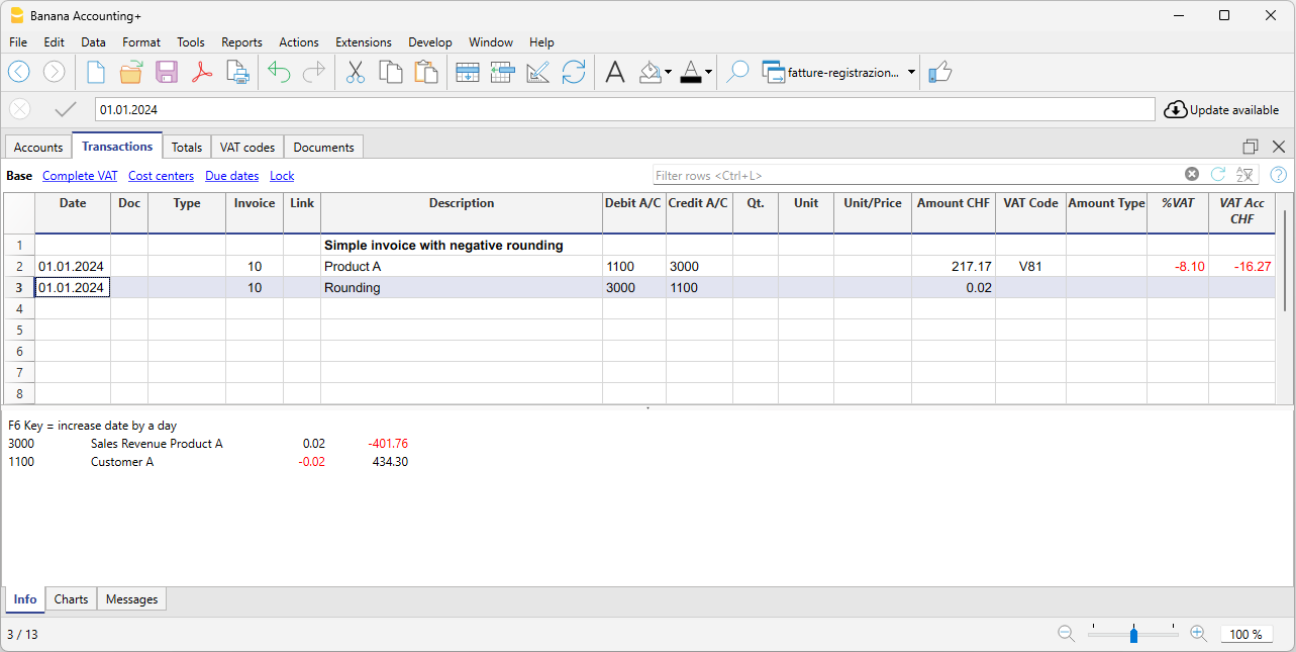 Banana Accounting+
File Edit Data Format Tools Reports Actions Extensions Develop Window Help
fatture-registrazion...
01.01.2024
Update available
Accounts Transactions Totals VAT codes Documents
Base Complete VAT Cost centers Due dates Lock
Filter rows <Ctrl+L>
Date Doc Type Invoice Link Description Debit A/C Credit A/C Qt. Unit Unit/Price Amount CHF VAT Code Amount Type %VAT VAT Acc
CHF
1 Simple invoice with negative rounding
2 01.01.2024 10 Product A 1100 3000 217.17 V81 -8.10 -16.27
3 01.01.2024 10 Rounding 3000 1100 0.02
4
5
6
7
8
F6 Key = increase date by a day
3000 Sales Revenue Product A 0.02 -401.76
1100 Customer A -0.02 434.30
Info Charts Messages
3 / 13
100 %